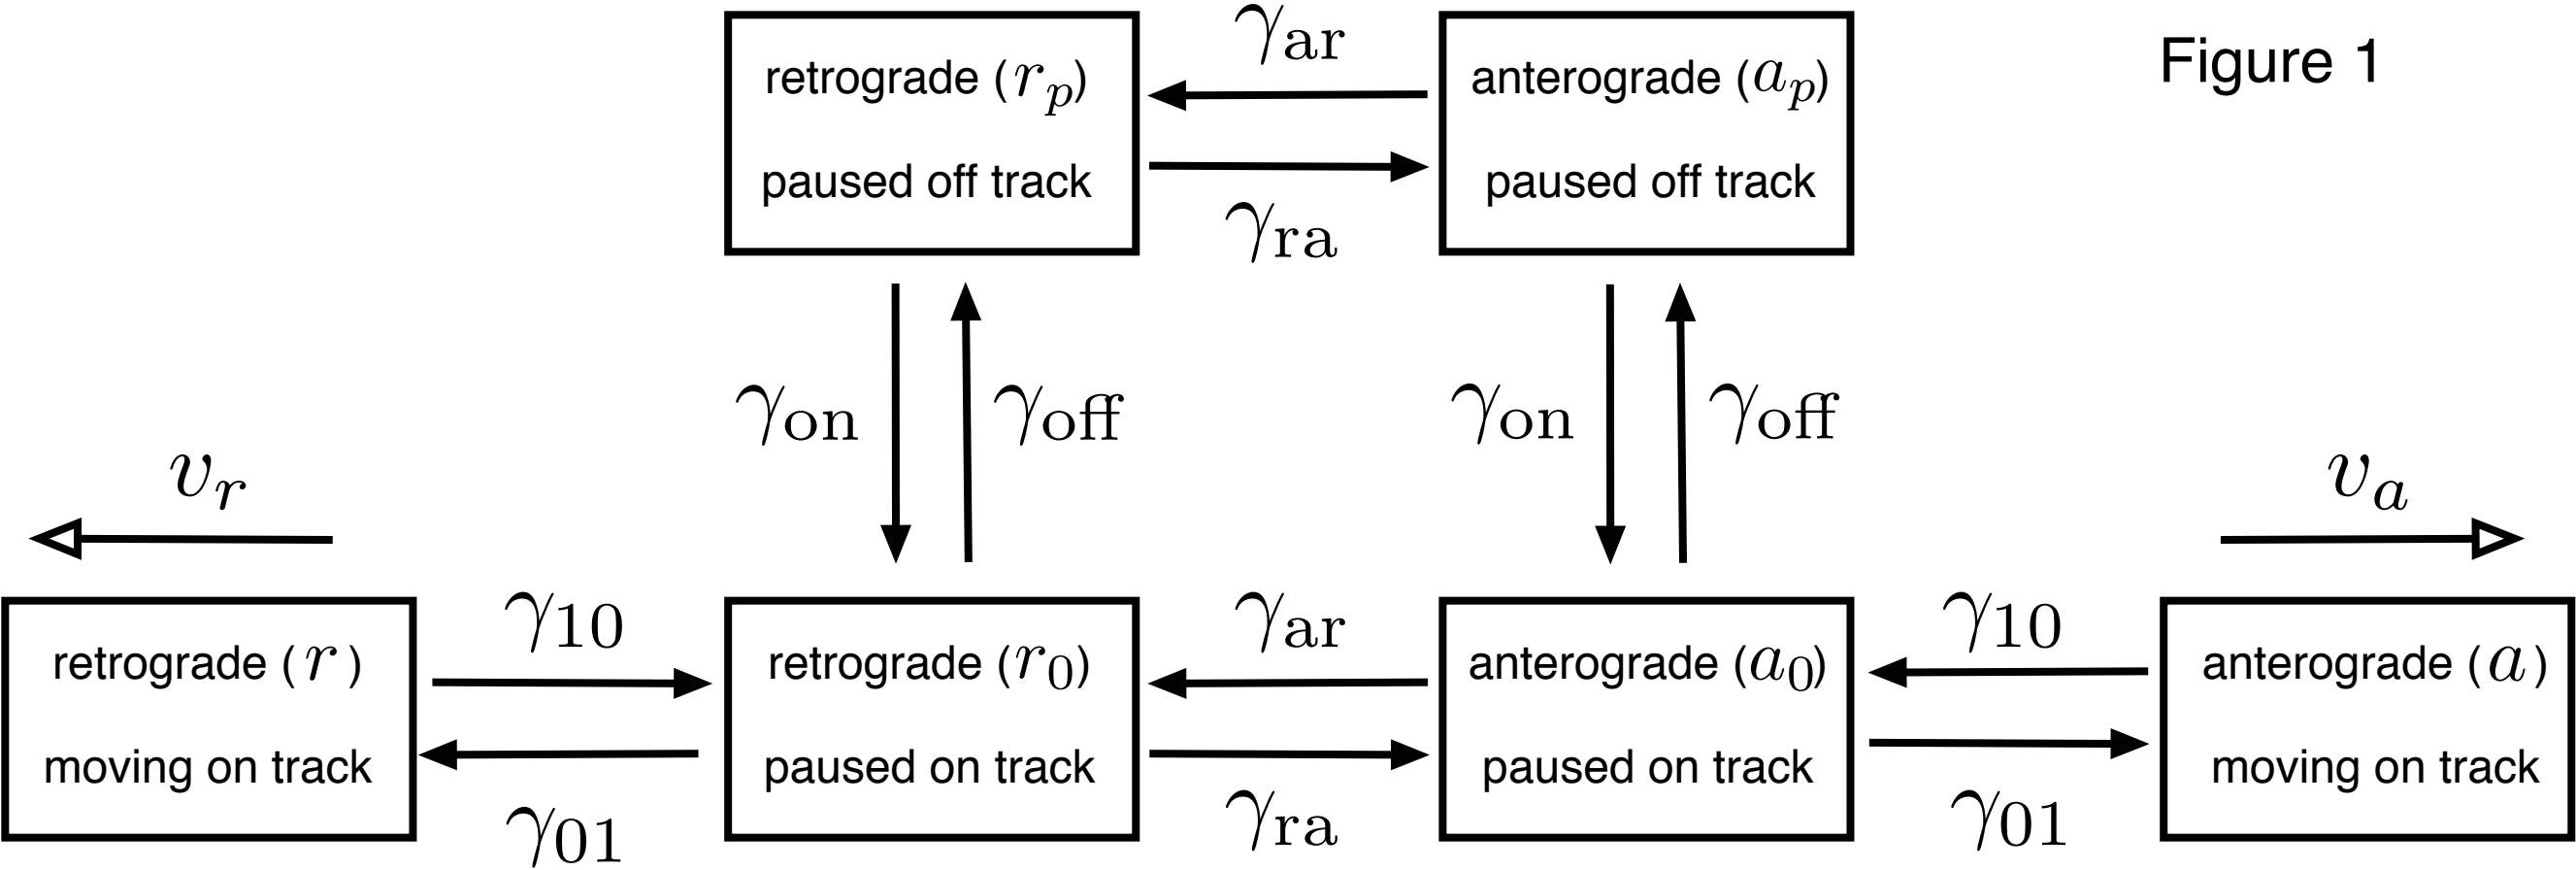 γar
Figure 1
retrograde (rp)
paused off track
anterograde (ap)
paused off track
γra
γon
γoff
γon
γoff
vr
va
γ10
γar
γ10
retrograde (r)
moving on track
retrograde (r0)
paused on track
anterograde (a0)
paused on track
anterograde (a)
moving on track
γ01
γra
γ01